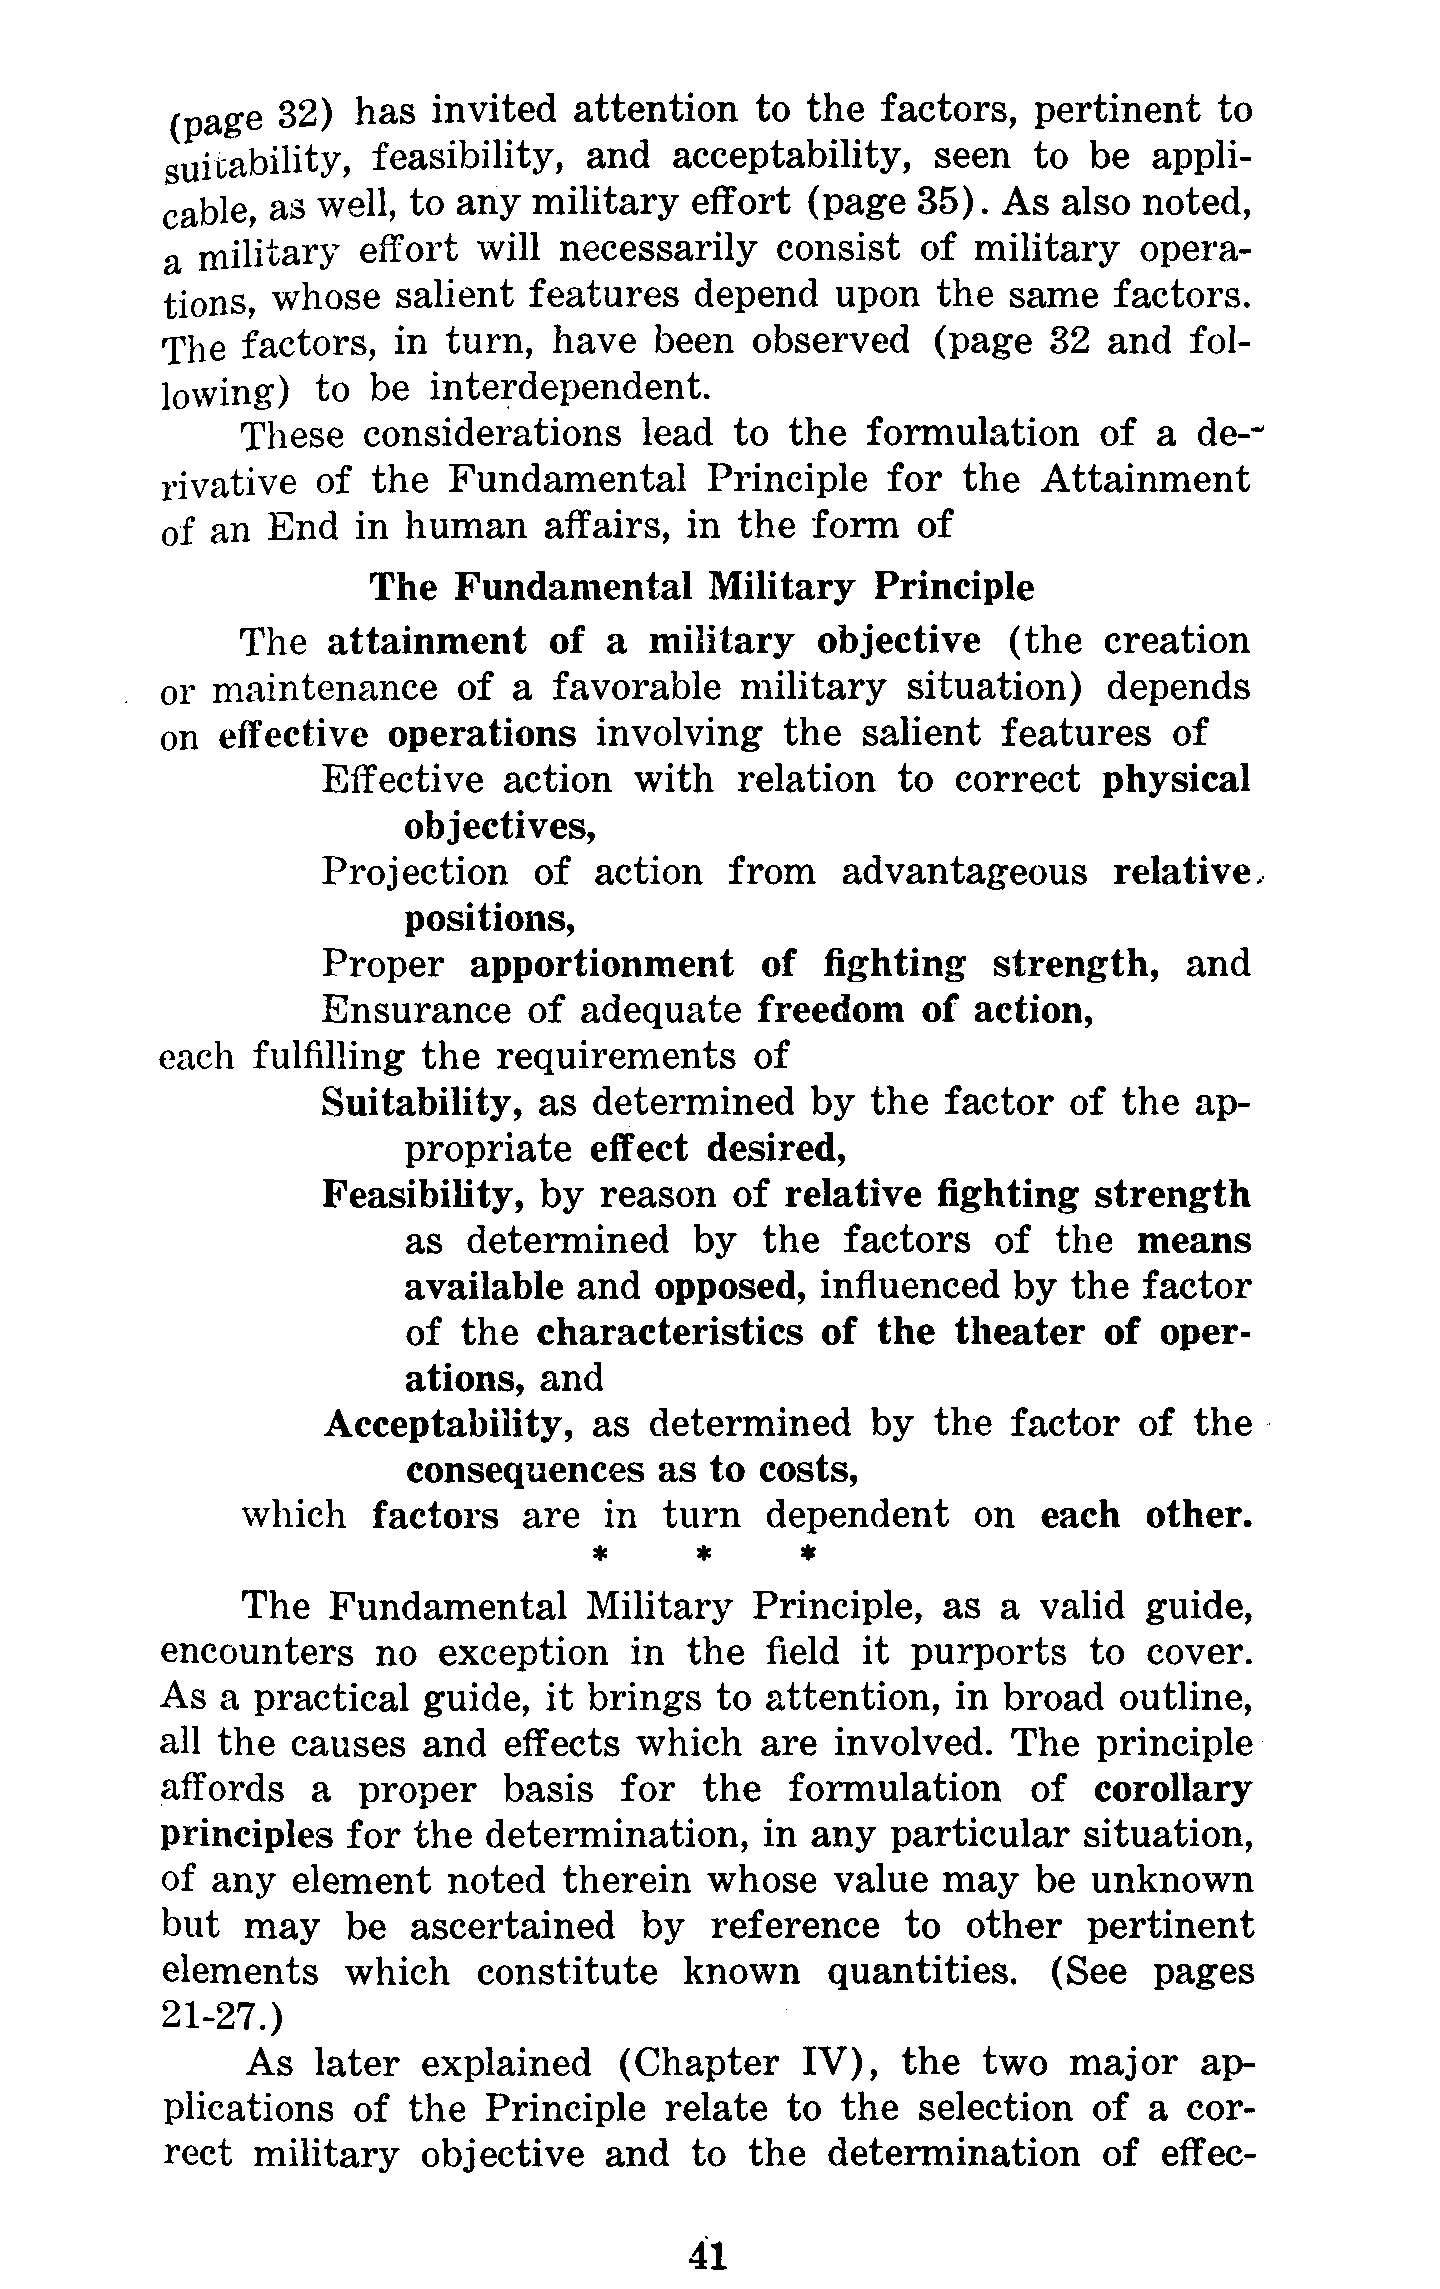 (page 32) has invited attention to the factors, pertinent to
suitability, feasibility, and acceptability, seen to be appli-
cable, as well, to any military effort (page 35). As also noted,
a military effort will necessarily consist of military opera-
tions, whose salient features depend upon the same factors.
The factors, in turn, have been observed (page 32 and fol-
lowing) to be interdependent.
These considerations lead to the formulation of a de-
rivative of the Fundamental Principle for the Attainment
of an End in human affairs, in the form of
The Fundamental Military Principle
The attainment of a military objective (the creation
or maintenance of a favorable military situation) depends
on effective operations involving the salient features of
Effective action with relation to correct physical
objectives,
Projection of action from advantageous relative
positions,
Proper apportionment of fighting strength, and
Ensurance of adequate freedom of action,
each fulfilling the requirements of
Suitability, as determined by the factor of the ap-
propriate effect desired,
Feasibility, by reason of relative fighting strength
as determined by the factors of the means
available and opposed, influenced by the factor
of the characteristics of the theater of oper-
ations, and
Acceptability, as determined by the factor of the
consequences as to costs,
which factors are in turn dependent on each other.
* * *
The Fundamental Military Principle, as a valid guide,
encounters no exception in the field it purports to cover.
As a practical guide, it brings to attention, in broad outline,
all the causes and effects which are involved. The principle
affords a proper basis for the formulation of corollary
principles for the determination, in any particular situation,
of any element noted therein whose value may be unknown
but may be ascertained by reference to other pertinent
elements which constitute known quantities. (See pages
21-27.)
As later explained (Chapter IV), the two major ap-
plications of the Principle relate to the selection of a cor-
rect military objective and to the determination of effec-
41